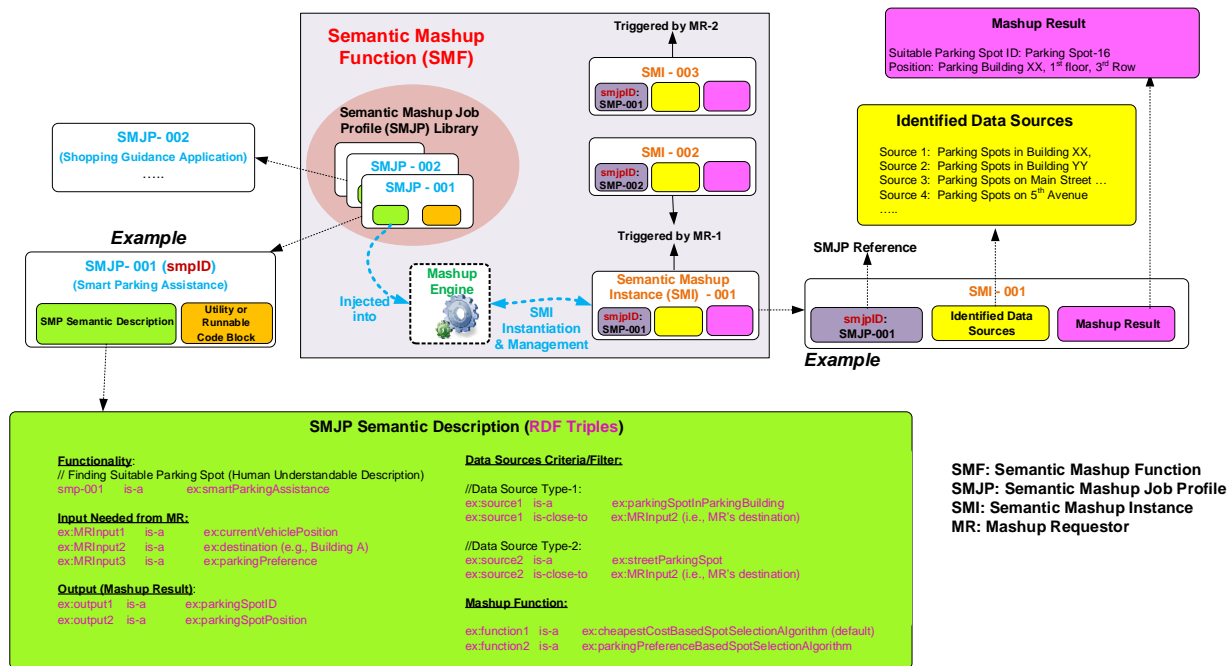 Semantic Mashup
Function (SMF)
Triggered by MR-2
SMI - 003
smjpID:
SMP-001
Semantic Mashup Job
Profile (SMJP) Library
SMJP - 002
SMJP - 001
SMI - 002
smjpID:
SMP-002
Triggered by MR-1
Mashup
Engine
Injected
into
SMI
Instantiation
& Management
Semantic Mashup
Instance (SMI) - 001
smjpID:
SMP-001
SMJP- 002
(Shopping Guidance Application)
.....
Example
SMJP- 001 (smpID)
(Smart Parking Assistance)
SMP Semantic Description
Utility or
Runnable
Code Block
Mashup Result
Suitable Parking Spot ID: Parking Spot-16
Position: Parking Building XX, 1st floor, 3rd Row
Identified Data Sources
Source 1: Parking Spots in Building XX,
Source 2: Parking Spots in Building YY
Source 3: Parking Spots on Main Street ...
Source 4: Parking Spots on 5th Avenue
.....
SMJP Reference
SMI - 001
smjpID:
SMJP-001
Identified Data
Sources
Mashup Result
Example
SMJP Semantic Description (RDF Triples)
Functionality:
// Finding Suitable Parking Spot (Human Understandable Description)
smp-001 is-a ex:smartParkingAssistance
Input Needed from MR:
ex:MRInput1 is-a ex:currentVehiclePosition
ex:MRInput2 is-a ex:destination (e.g., Building A)
ex:MRInput3 is-a ex:parkingPreference
Output (Mashup Result):
ex:output1 is-a ex:parkingSpotID
ex:output2 is-a ex:parkingSpotPosition
Data Sources Criteria/Filter:
//Data Source Type-1:
ex:source1 is-a ex:parkingSpotInParkingBuilding
ex:source1 is-close-to ex:MRInput2 (i.e., MR's destination)
//Data Source Type-2:
ex:source2 is-a ex:streetParkingSpot
ex:source2 is-close-to ex:MRInput2 (i.e., MR's destination)
Mashup Function:
ex:function1 is-a ex:cheapestCostBasedSpotSelectionAlgorithm (default)
ex:function2 is-a ex:parkingPreferenceBasedSpotSelectionAlgorithm
SMF: Semantic Mashup Function
SMJP: Semantic Mashup Job Profile
SMI: Semantic Mashup Instance
MR: Mashup Requestor